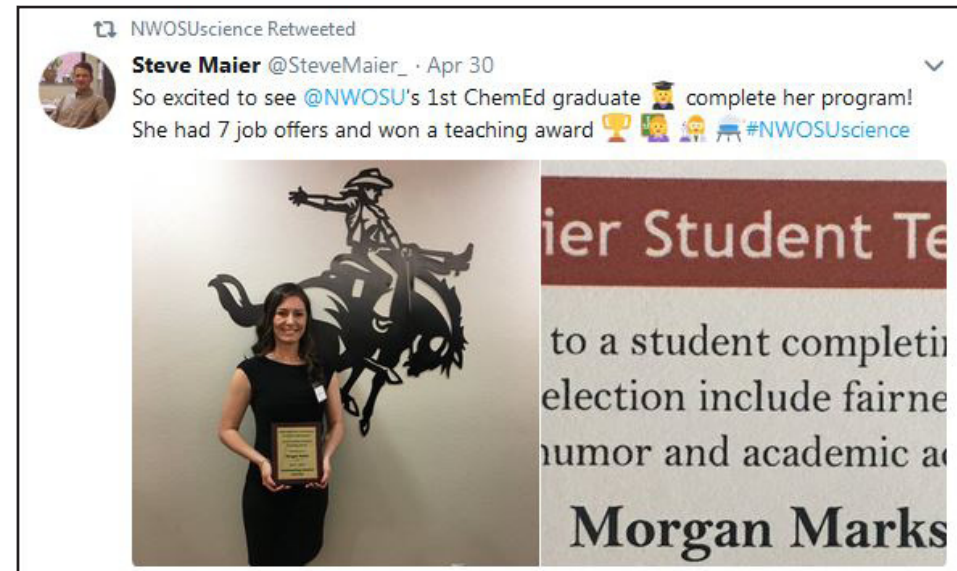 NWOSUscience Retweeted
Steve Maier @SteveMaier_ · Apr 30
So excited to see @NWOSU's 1st ChemEd graduate 👩‍🎓 complete her program!
She had 7 job offers and won a teaching award 🏆 👩‍🏫 👩‍🔬 #NWOSUscience
ier Student Te
to a student completin
election include fairne
humor and academic a
Morgan Marks